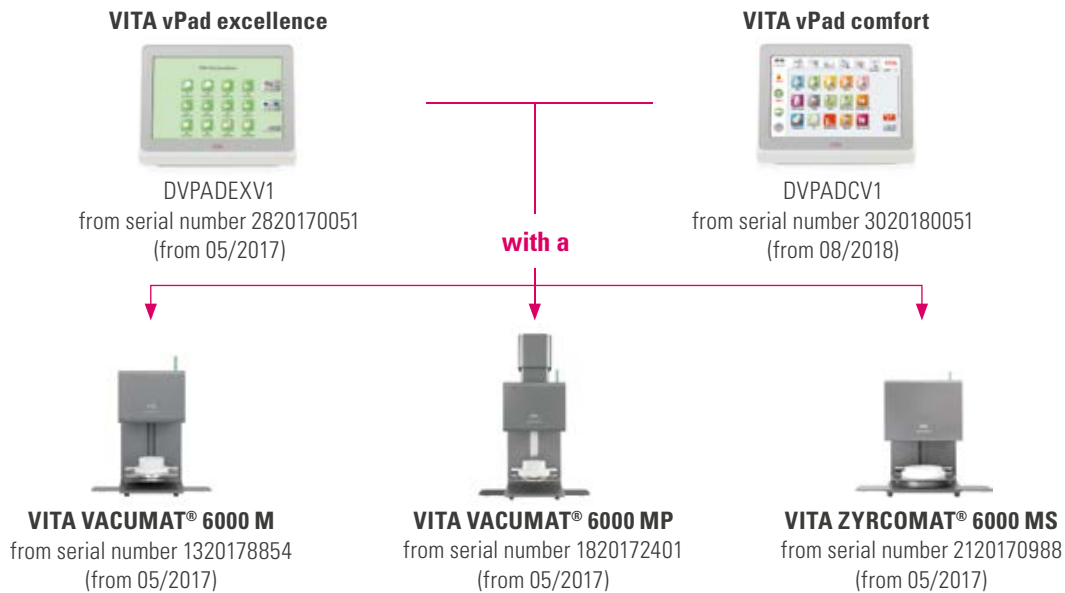 VITA vPad excellence
VITA vPad comfort
DVPADEXV1
from serial number 2820170051
(from 05/2017)
DVPADCV1
from serial number 3020180051
(from 08/2018)
with a
VITA VACUMAT® 6000 M
from serial number 1320178854
(from 05/2017)
VITA VACUMAT® 6000 MP
from serial number 1820172401
(from 05/2017)
VITA ZYRCOMAT® 6000 MS
from serial number 2120170988
(from 05/2017)